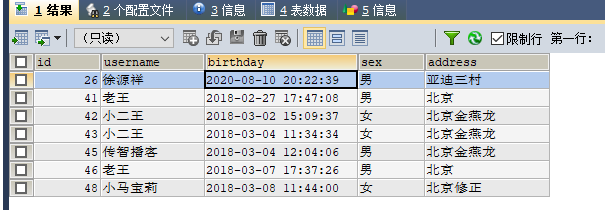 1 结果 2 个配置文件 3 信息 4 表数据 5 信息
（只读） 限制行 第一行：
id username birthday sex address
26 徐源祥 2020-08-10 20:22:39 男 亚迪三村
41 老王 2018-02-27 17:47:08 男 北京
42 小二王 2018-03-02 15:09:37 女 北京金燕龙
43 小二王 2018-03-04 11:34:34 女 北京金燕龙
45 传智播客 2018-03-04 12:04:06 男 北京金燕龙
46 老王 2018-03-07 17:37:26 男 北京
48 小马宝莉 2018-03-08 11:44:00 女 北京修正